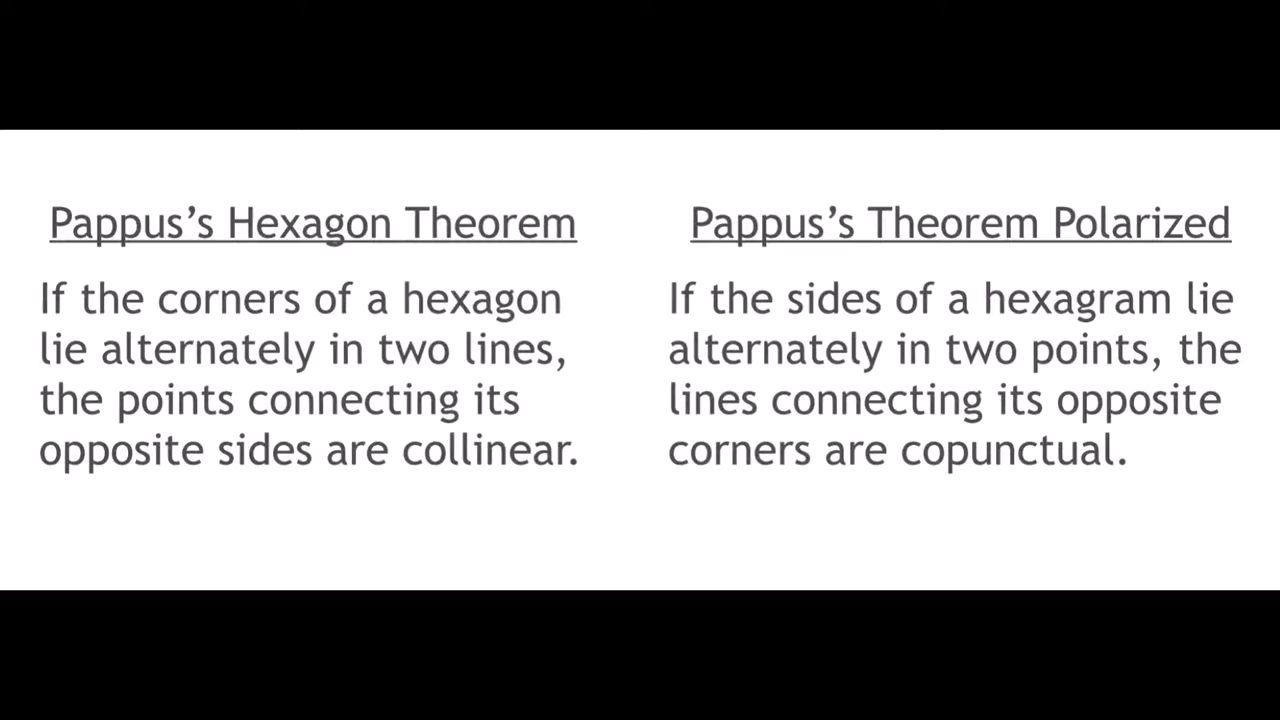 Pappus’s Hexagon Theorem
If the corners of a hexagon
lie alternately in two lines,
the points connecting its
opposite sides are collinear.
Pappus’s Theorem Polarized
If the sides of a hexagram lie
alternately in two points, the
lines connecting its opposite
corners are copunctual.